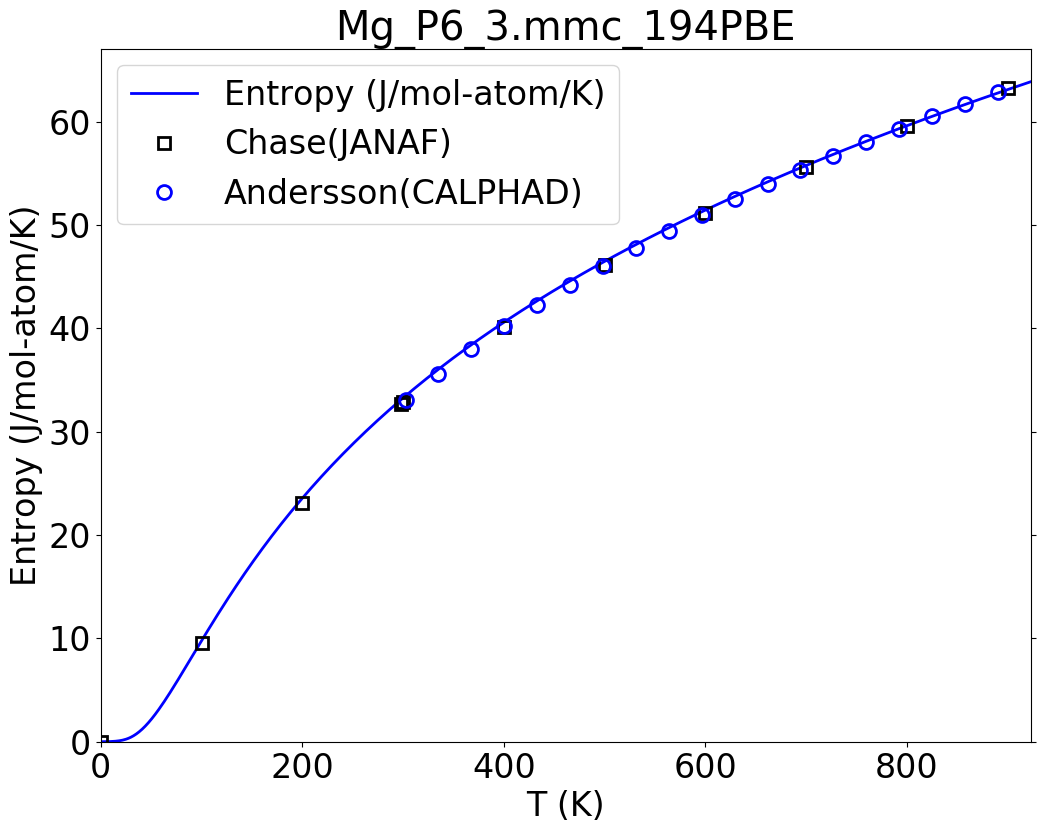 Mg_P6_3.mmc_194PBE
Entropy (J/mol-atom/K)
Chase(JANAF)
Andersson(CALPHAD)
Entropy (J/mol-atom/K)
60
50
40
30
20
10
0
0 200 400 600 800
T (K)